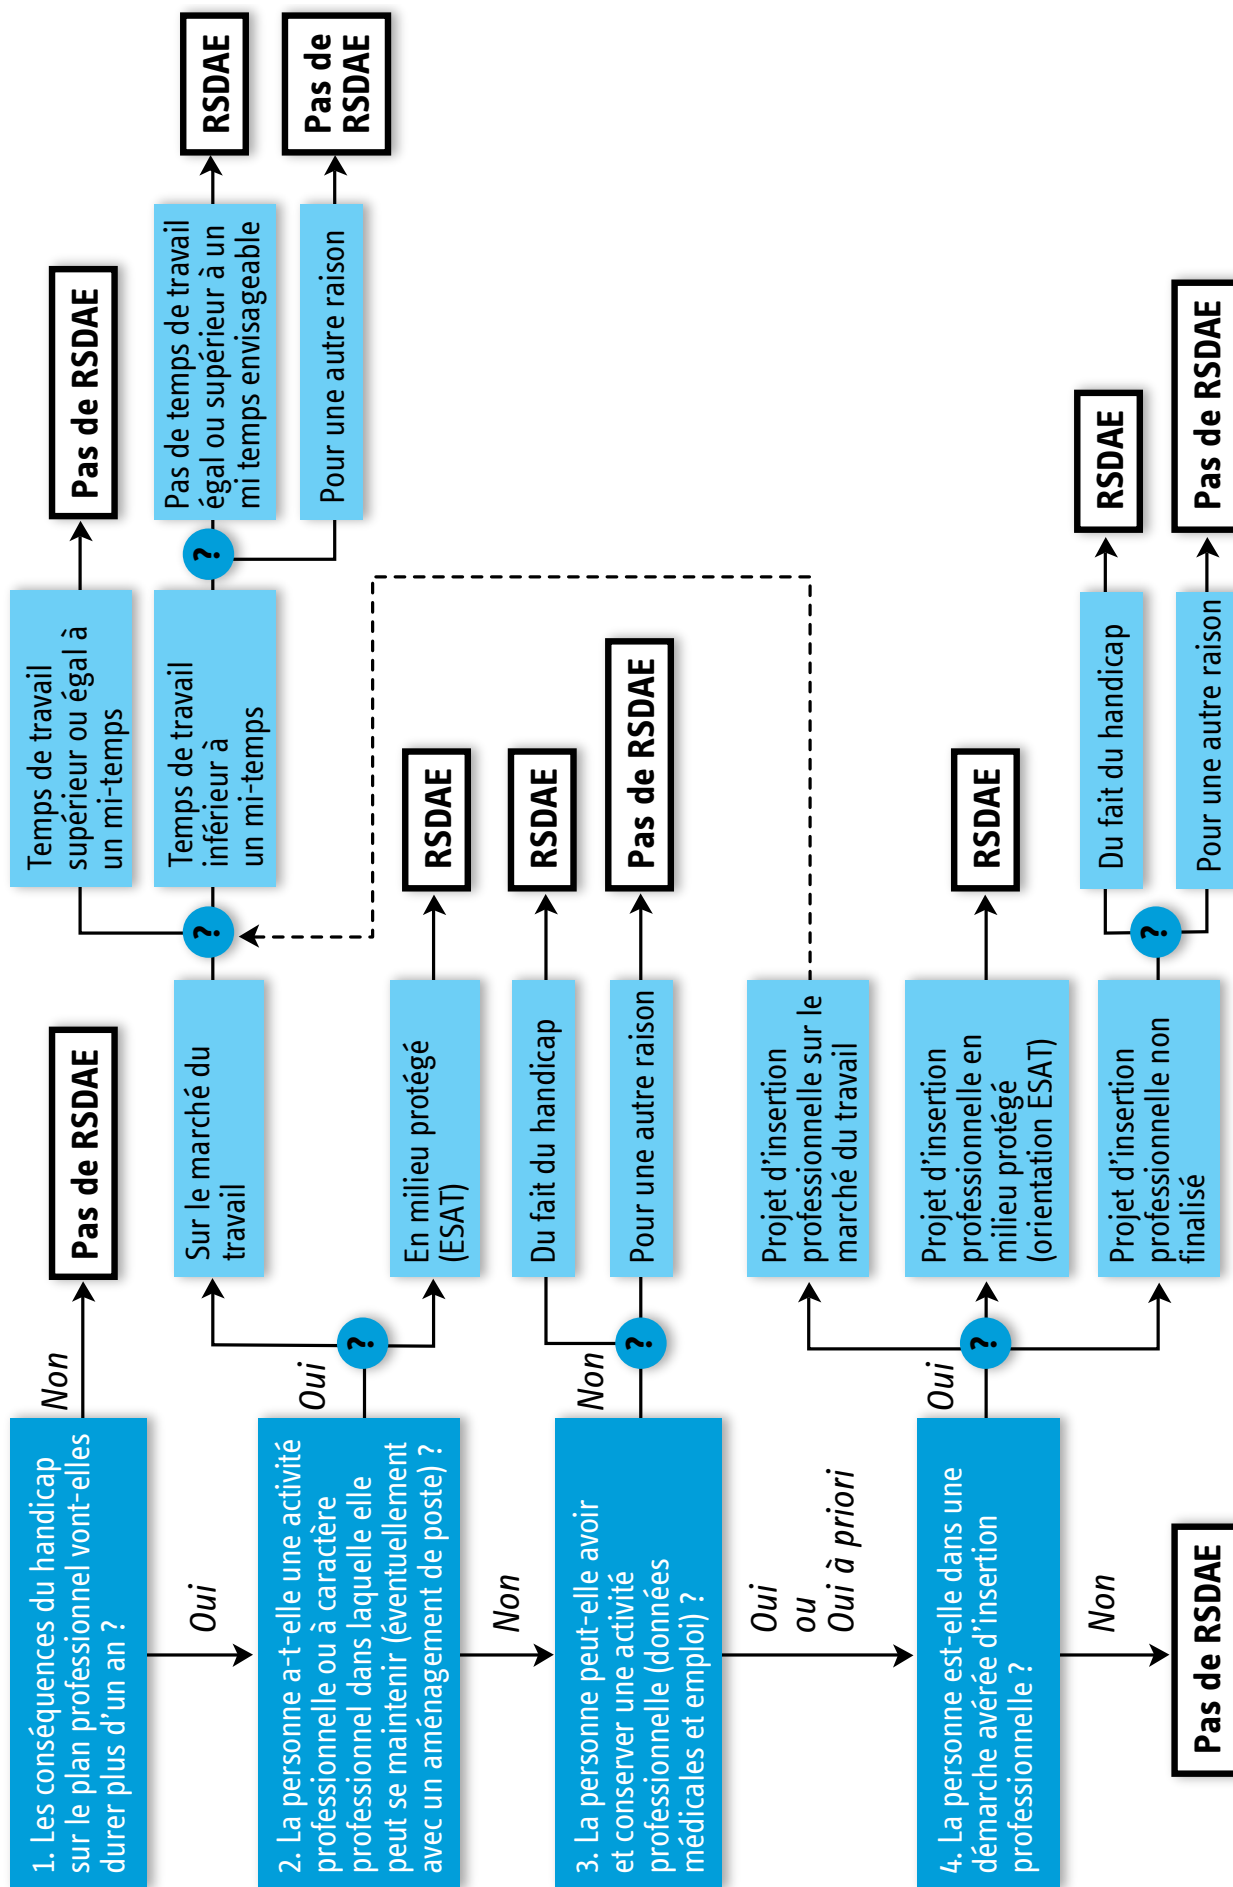 1. Les conséquences du handicap
sur le plan professionnel vont-elles
durer plus d'un an ?
Non
Pas de RSDAE
Oui
2. La personne a-t-elle une activité
professionnelle ou à caractère
professionnel dans laquelle elle
peut se maintenir (éventuellement
avec un aménagement de poste) ?
Oui
?
Sur le marché du
travail
?
Temps de travail
supérieur ou égal à
un mi-temps
Pas de RSDAE
Temps de travail
inférieur à
un mi-temps
?
Pas de temps de travail
égal ou supérieur à un
mi temps envisageable
RSDAE
Pour une autre raison
Pas de
RSDAE
En milieu protégé
(ESAT)
RSDAE
Non
3. La personne peut-elle avoir
et conserver une activité
professionnelle (données
médicales et emploi) ?
Non
?
Du fait du handicap
RSDAE
Pour une autre raison
Pas de RSDAE
Oui
ou
Oui à priori
4. La personne est-elle dans une
démarche avérée d'insertion
professionnelle ?
Oui
?
Projet d'insertion
professionnelle sur le
marché du travail
Projet d'insertion
professionnelle en
milieu protégé
(orientation ESAT)
RSDAE
Projet d'insertion
professionnelle non
finalisé
?
Du fait du handicap
RSDAE
Pour une autre raison
Pas de RSDAE
Non
Pas de RSDAE